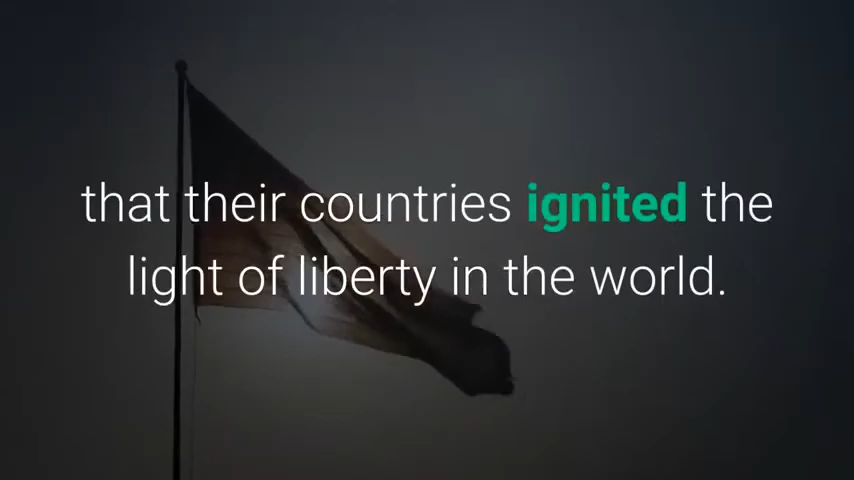 that their countries ignited the
light of liberty in the world.